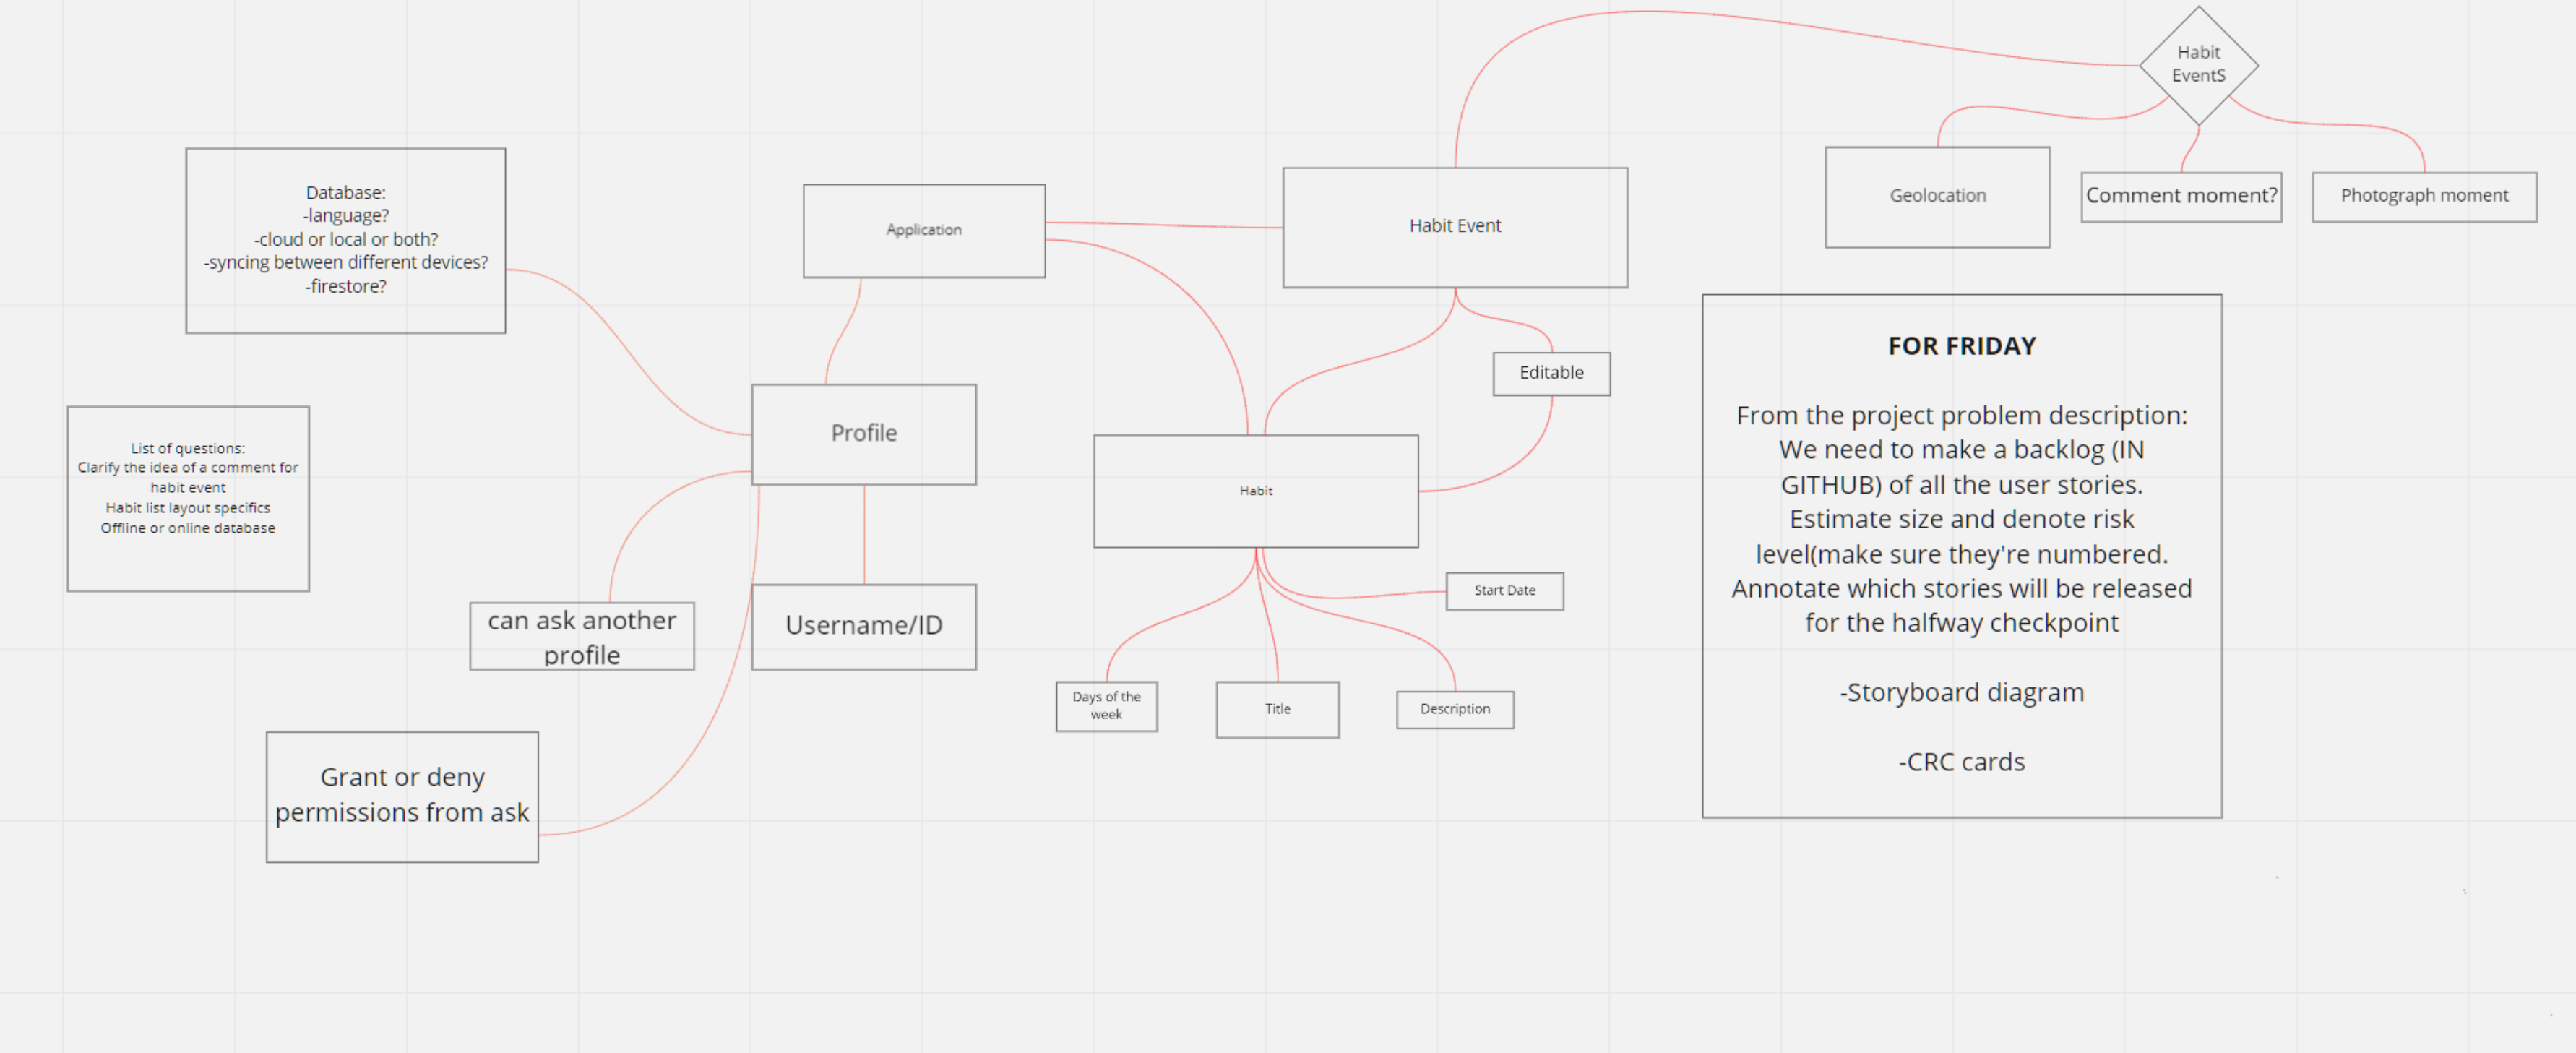 Habit
EventS
Database:
-language?
-cloud or local or both?
-syncing between different devices?
-firestore?
Application
Habit Event
Geolocation
Comment moment?
Photograph moment
List of questions:
Clarify the idea of a comment for
habit event
Habit list layout specifics
Offline or online database
Profile
Editable
Habit
can ask another
profile
Username/ID
Start Date
Days of the
week
Title
Description
Grant or deny
permissions from ask
FOR FRIDAY
From the project problem description:
We need to make a backlog (IN
GITHUB) of all the user stories.
Estimate size and denote risk
level(make sure they're numbered.
Annotate which stories will be released
for the halfway checkpoint
-Storyboard diagram
-CRC cards